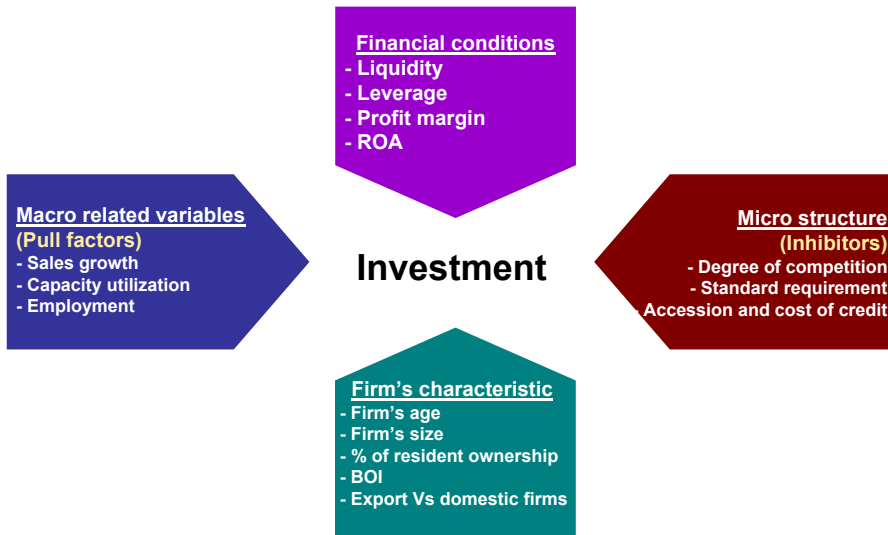 Financial conditions
- Liquidity
- Leverage
- Profit margin
- ROA
Macro related variables
(Pull factors)
- Sales growth
- Capacity utilization
- Employment
Investment
Micro structure
(Inhibitors)
- Degree of competition
- Standard requirement
- Accession and cost of credit
Firm's characteristic
- Firm's age
- Firm's size
- % of resident ownership
- BOI
- Export Vs domestic firms